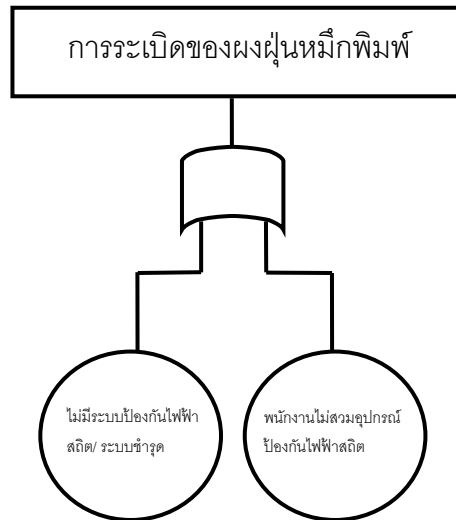 การระเบิดของผงฝุ่นหมึกพิมพ์
ไม่มีระบบป้องกันไฟฟ้า
สถิต/ ระบบชำรุด
พนักงานไม่สวมอุปกรณ์
ป้องกันไฟฟ้าสถิต